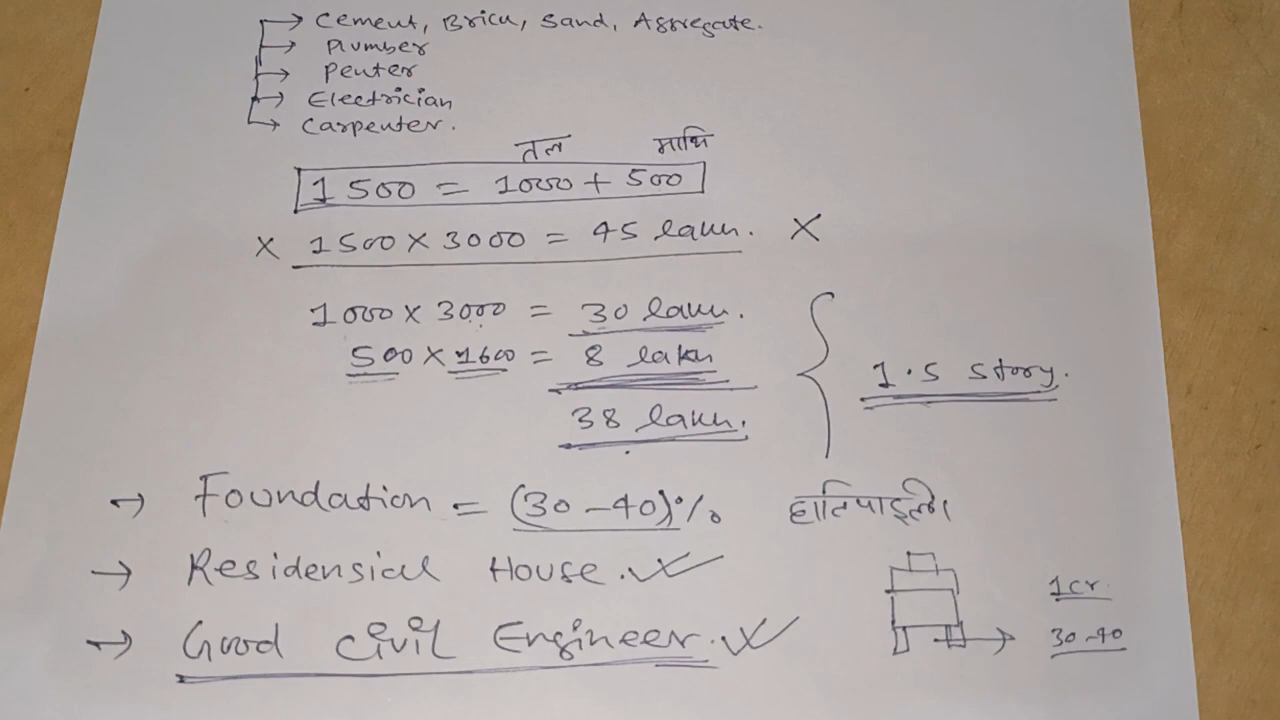 → Cement, Brick, Sand, Aggregate.
→ Plumber
→ Penter
→ Electrician
→ Carpenter.
तल माथि
1500 = 1000 + 500
× 1500 × 3000 = 45 lakh. ×
1000 × 3000 = 30 lakh.
500 × 1600 = 8 lakh
38 lakh.
1.5 story.
→ Foundation = (30-40)% हात्तिपाइले।
→ Residensial House. ✓
→ Good Civil Engineer. ✓
1cr.
30-40